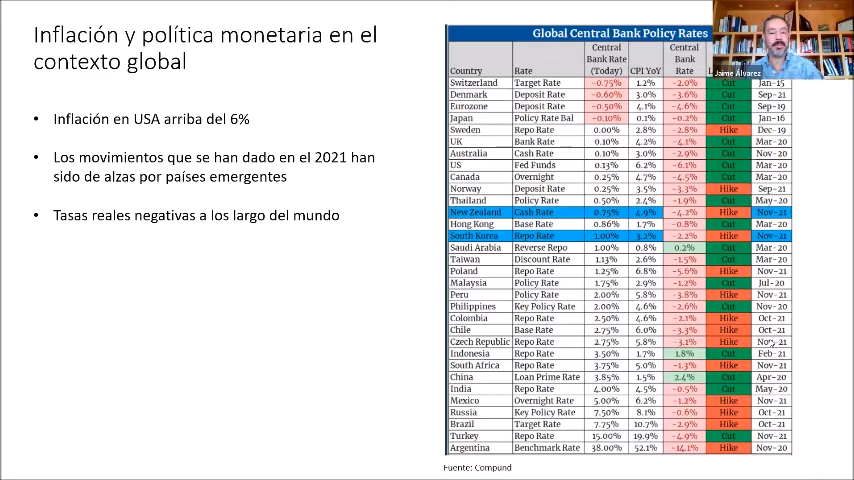 Inflación y política monetaria en el
contexto global
• Inflación en USA arriba del 6%
• Los movimientos que se han dado en el 2021 han
sido de alzas por países emergentes
• Tasas reales negativas a los largo del mundo
Global Central Bank Policy Rates
Jaime Álvarez
Country Rate Central Bank Rate (Today) CPI YoY Central Bank Rate L
Switzerland Target Rate -0.75% 1.2% -2.0% Cut Jan-15
Denmark Deposit Rate -0.60% 3.0% -3.6% Cut Sep-21
Eurozone Deposit Rate -0.50% 4.1% -4.6% Cut Sep-19
Japan Policy Rate Bal -0.10% 0.1% -0.2% Cut Jan-16
Sweden Repo Rate 0.00% 2.8% -2.8% Hike Dec-19
UK Bank Rate 0.10% 4.2% -4.1% Cut Mar-20
Australia Cash Rate 0.10% 3.0% -2.9% Cut Nov-20
US Fed Funds 0.13% 6.2% -6.1% Cut Mar-20
Canada Overnight 0.25% 4.7% -4.5% Cut Mar-20
Norway Deposit Rate 0.25% 3.5% -3.3% Hike Sep-21
Thailand Policy Rate 0.50% 2.4% -1.9% Cut May-20
New Zealand Cash Rate 0.75% 4.9% -4.2% Hike Nov-21
Hong Kong Base Rate 0.86% 1.7% -0.8% Cut Mar-20
South Korea Repo Rate 1.00% 3.2% -2.2% Hike Nov-21
Saudi Arabia Reverse Repo 1.00% 0.8% 0.2% Cut Mar-20
Taiwan Discount Rate 1.13% 2.6% -1.5% Cut Mar-20
Poland Repo Rate 1.25% 6.8% -5.6% Hike Nov-21
Malaysia Policy Rate 1.75% 2.9% -1.2% Cut Jul-20
Peru Policy Rate 2.00% 5.8% -3.8% Hike Nov-21
Philippines Key Policy Rate 2.00% 4.6% -2.6% Cut Nov-20
Colombia Repo Rate 2.50% 4.6% -2.1% Hike Oct-21
Chile Base Rate 2.75% 6.0% -3.3% Hike Oct-21
Czech Republic Repo Rate 2.75% 5.8% -3.1% Hike Nov-21
Indonesia Repo Rate 3.50% 1.7% 1.8% Cut Feb-21
South Africa Repo Rate 3.75% 5.0% -1.3% Hike Nov-21
China Loan Prime Rate 3.85% 1.5% 2.4% Cut Apr-20
India Repo Rate 4.00% 4.5% -0.5% Cut May-20
Mexico Overnight Rate 5.00% 6.2% -1.2% Hike Nov-21
Russia Key Policy Rate 7.50% 8.1% -0.6% Hike Oct-21
Brazil Target Rate 7.75% 10.7% -2.9% Hike Oct-21
Turkey Repo Rate 15.00% 19.9% -4.9% Cut Nov-21
Argentina Benchmark Rate 38.00% 52.1% -14.1% Hike Nov-20
Fuente: Compund